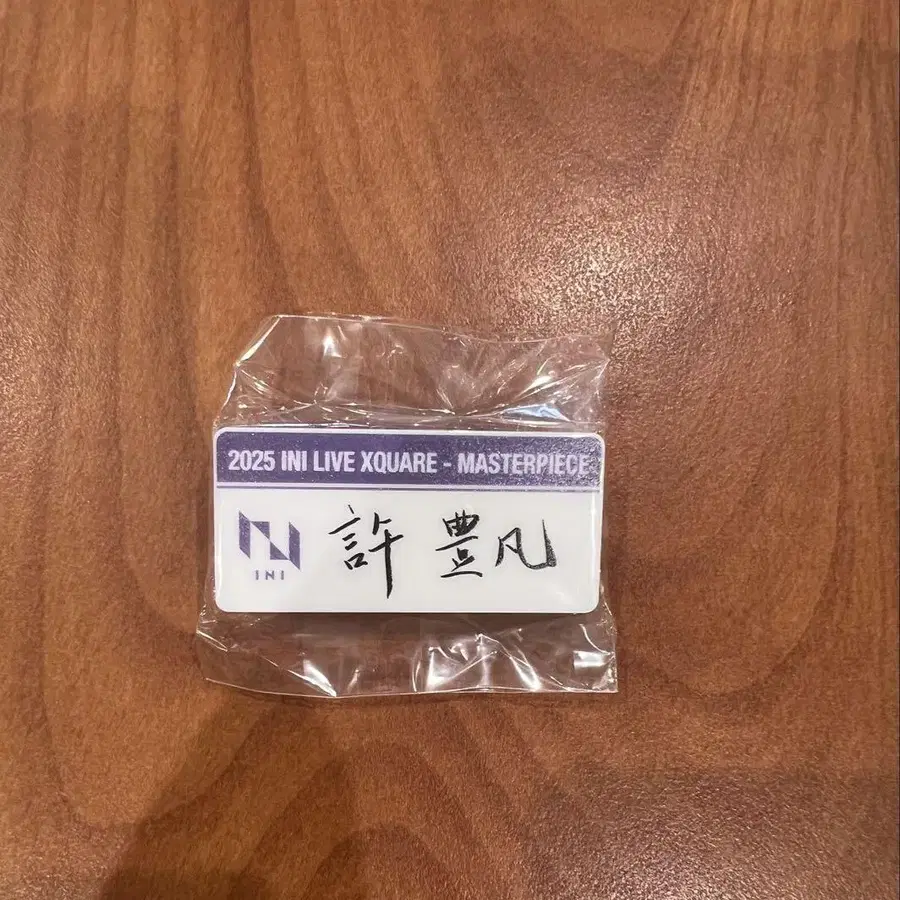 2025 INI LIVE XQUARE - MASTERPIECE
INI
許 豊凡